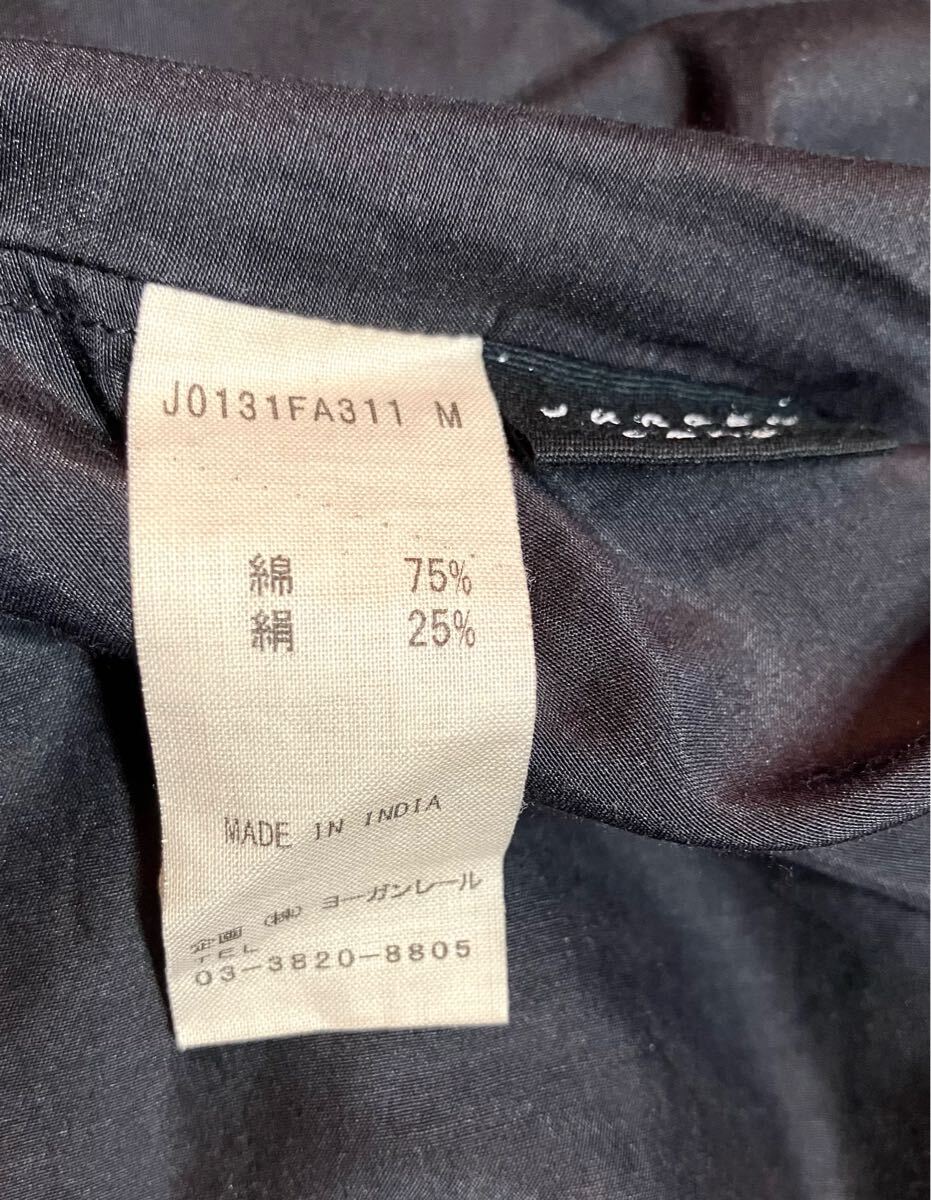 J0131FA311 M
綿 75%
絹 25%
MADE IN INDIA
企画 (株) ヨーガンレール
TEL
03-3820-8805